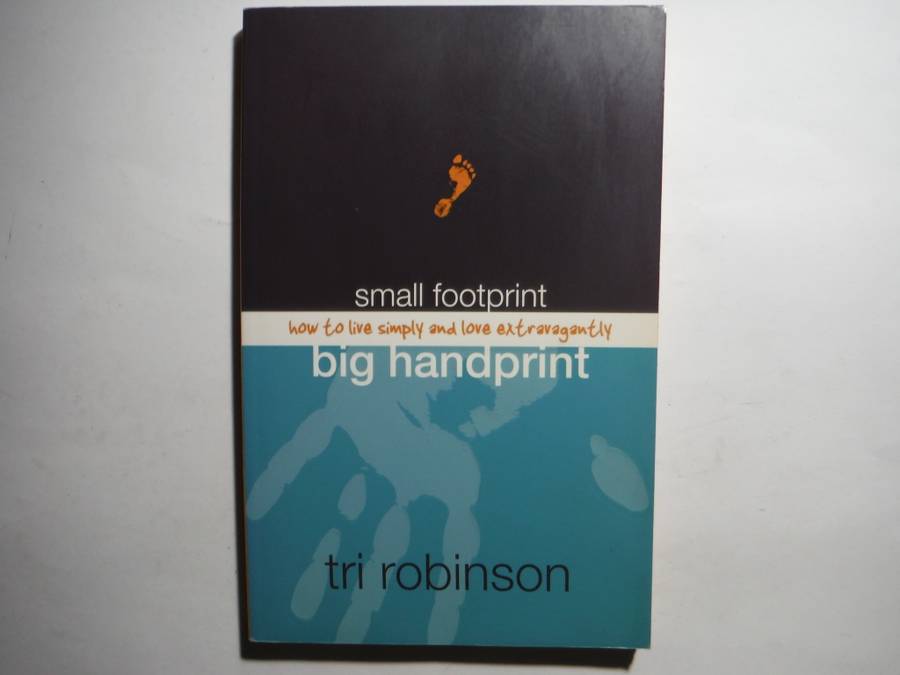 small footprint
how to live simply and love extravagantly
big handprint
tri robinson